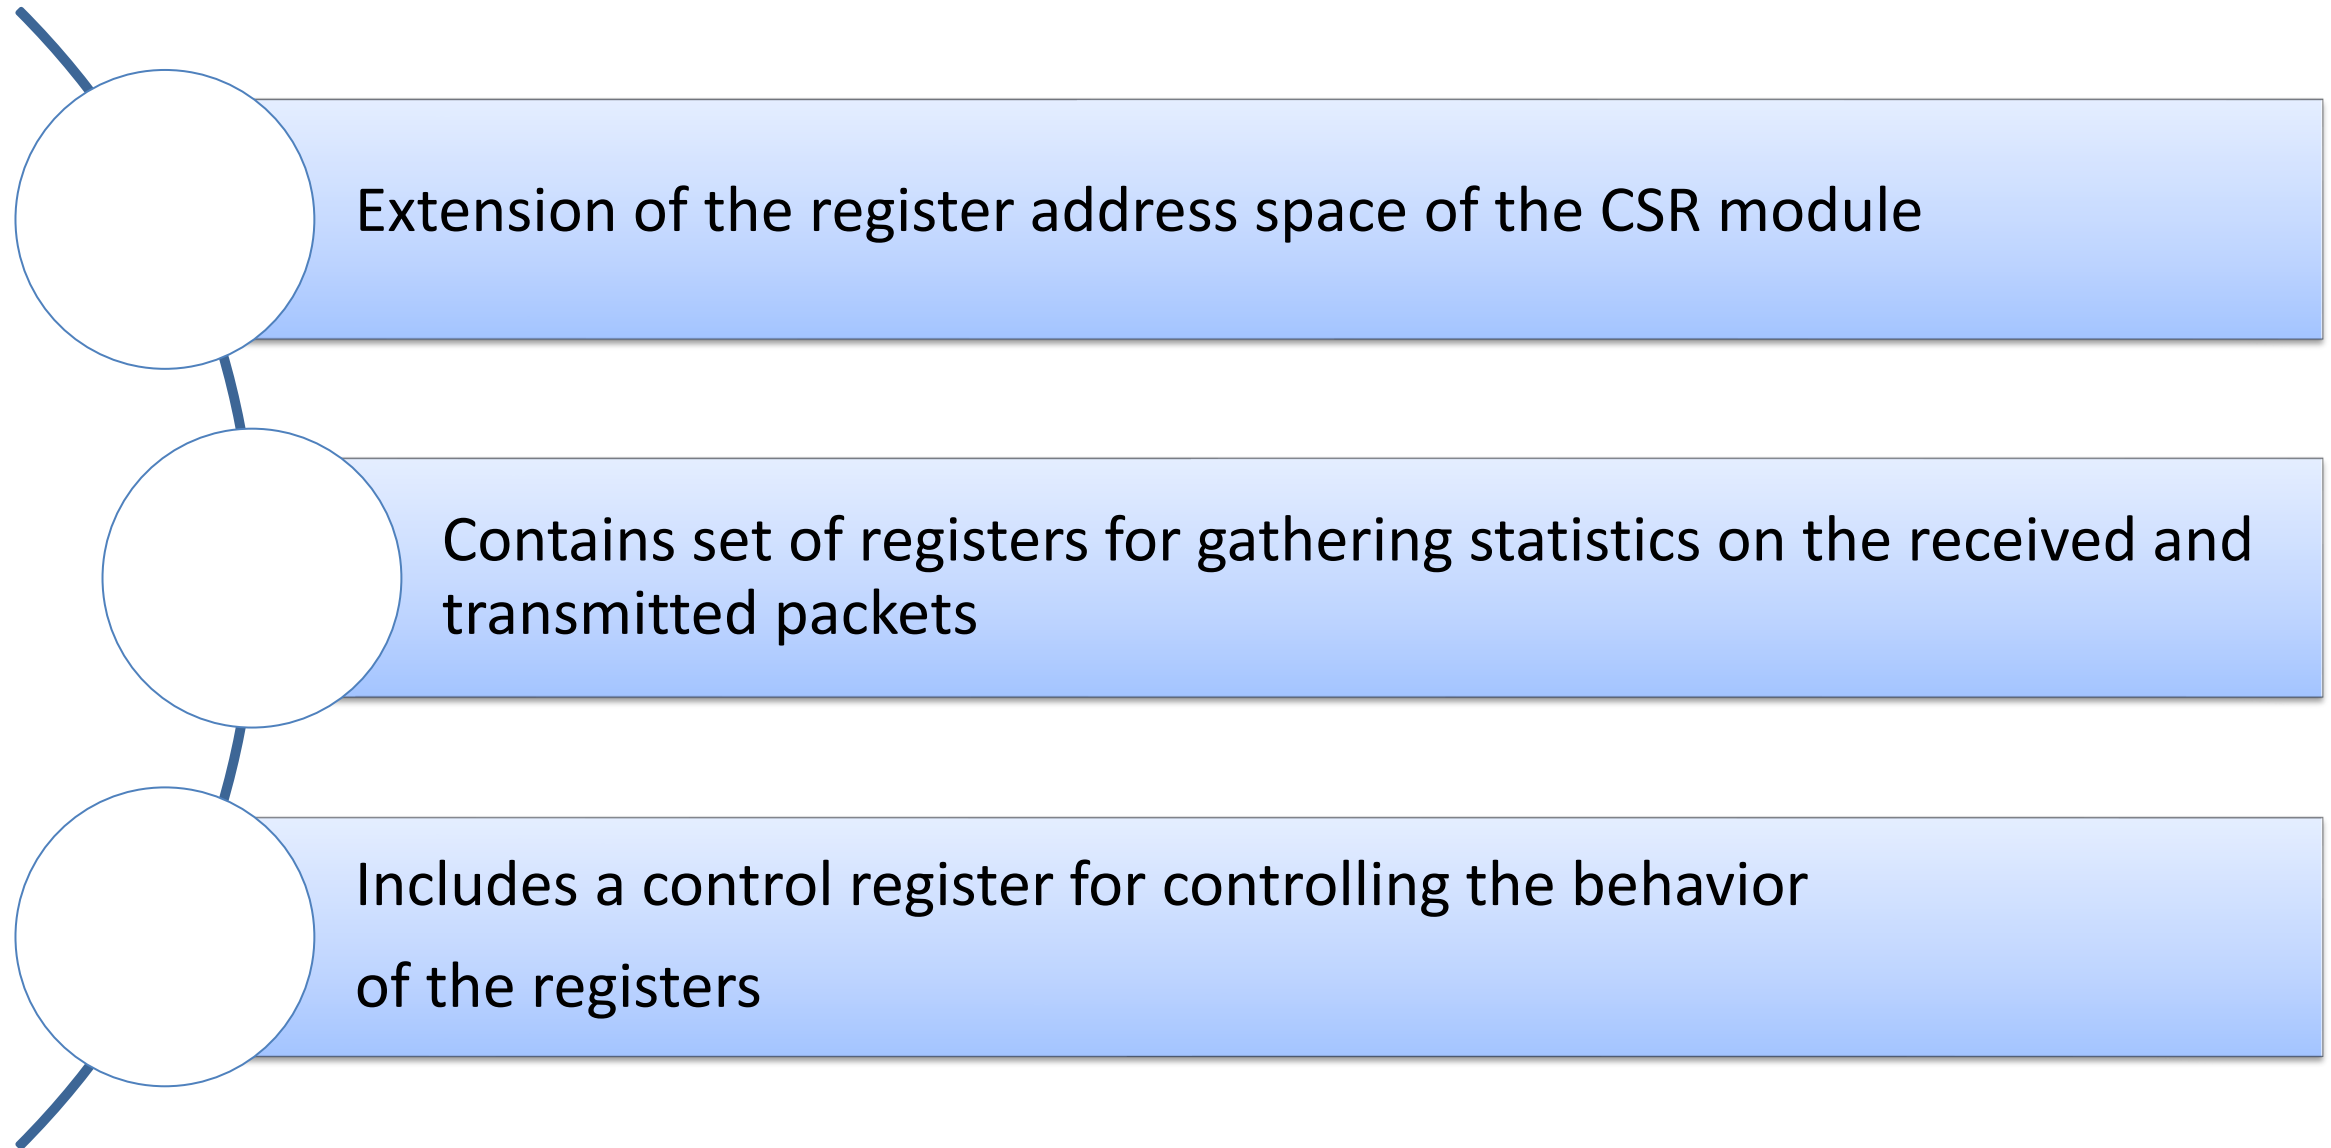 Extension of the register address space of the CSR module
Contains set of registers for gathering statistics on the received and
transmitted packets
Includes a control register for controlling the behavior
of the registers